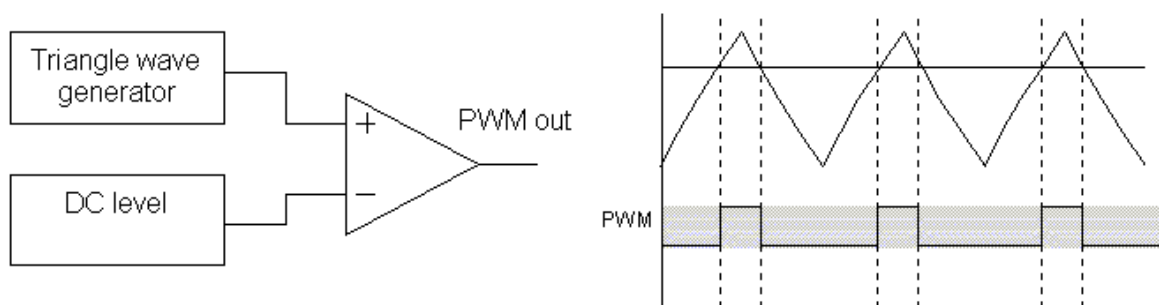 Triangle wave
generator
+
PWM out
−
DC level
PWM